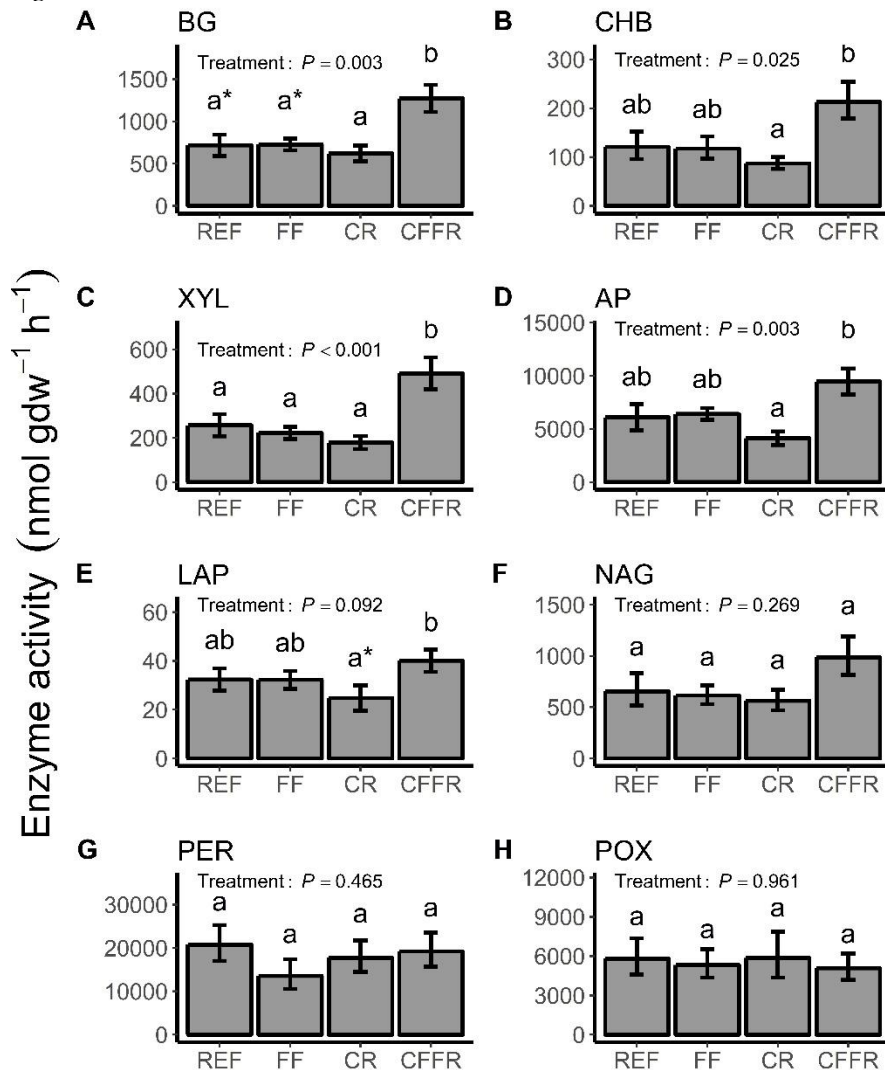 A BG
Treatment: P = 0.003
a* a* a b
1500
1000
500
0
REF FF CR CFFR
B CHB
Treatment: P = 0.025
ab ab a b
300
200
100
0
REF FF CR CFFR
C XYL
Treatment: P < 0.001
a a a b
600
400
200
0
REF FF CR CFFR
D AP
Treatment: P = 0.003
ab ab a b
15000
10000
5000
0
REF FF CR CFFR
E LAP
Treatment: P = 0.092
ab ab a* b
60
40
20
0
REF FF CR CFFR
F NAG
Treatment: P = 0.269
a a a a
1500
1000
500
0
REF FF CR CFFR
G PER
Treatment: P = 0.465
a a a a
30000
20000
10000
0
REF FF CR CFFR
H POX
Treatment: P = 0.961
a a a a
12000
9000
6000
3000
0
REF FF CR CFFR
Enzyme activity (nmol gdw⁻¹ h⁻¹)